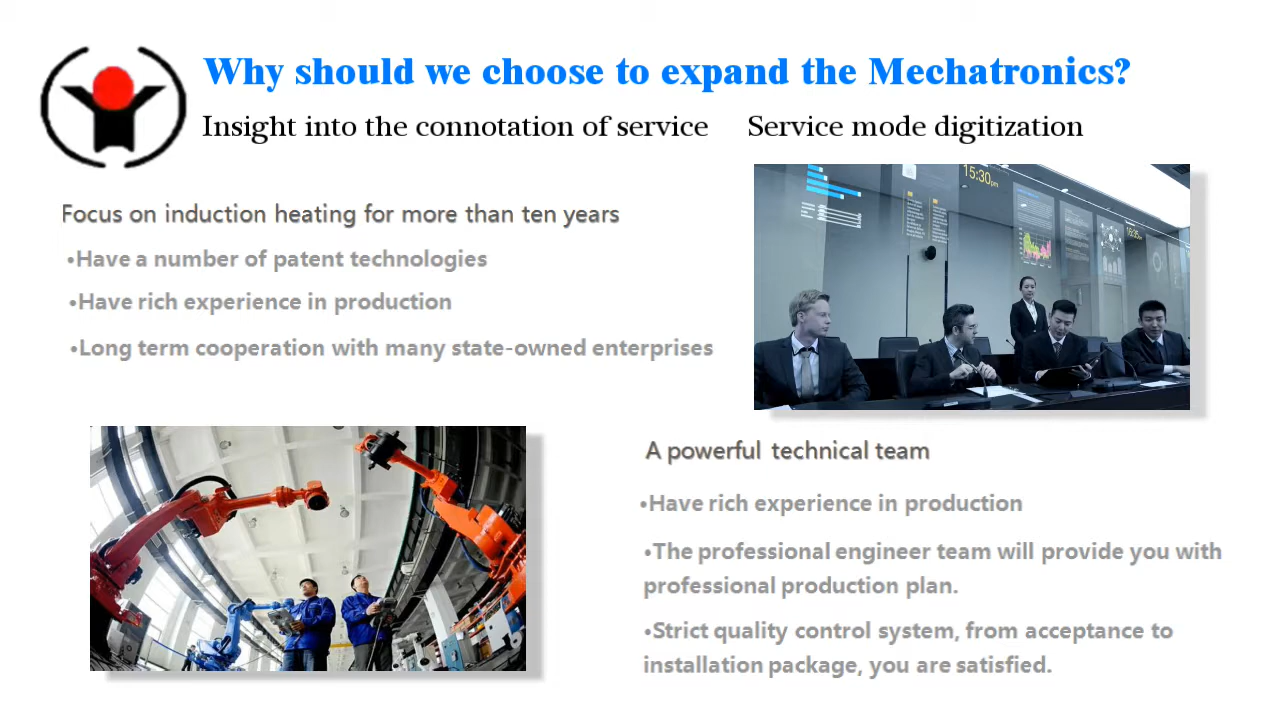 Why should we choose to expand the Mechatronics?
Insight into the connotation of service Service mode digitization
Focus on induction heating for more than ten years
•Have a number of patent technologies
•Have rich experience in production
•Long term cooperation with many state-owned enterprises
15:30pm
A powerful technical team
•Have rich experience in production
•The professional engineer team will provide you with
professional production plan.
•Strict quality control system, from acceptance to
installation package, you are satisfied.